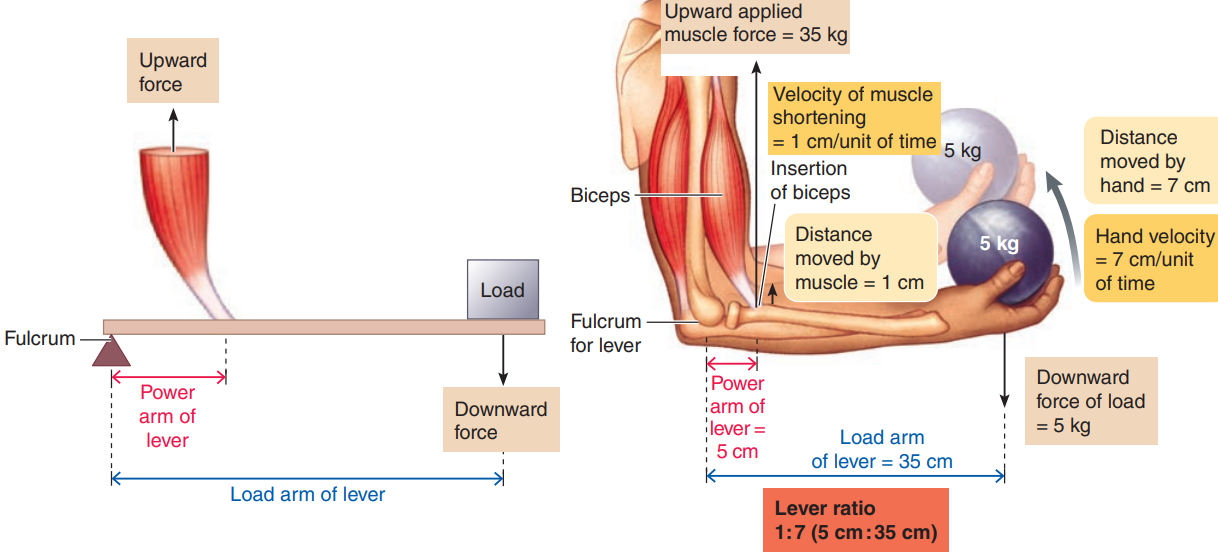 Upward
force
Fulcrum
Load
Power
arm of
lever
Downward
force
Load arm of lever
Upward applied
muscle force = 35 kg
Velocity of muscle
shortening
= 1 cm/unit of time
5 kg
Distance
moved by
hand = 7 cm
Insertion
of biceps
Biceps
Distance
moved by
muscle = 1 cm
5 kg
Hand velocity
= 7 cm/unit
of time
Fulcrum
for lever
Power
arm of
lever =
5 cm
Downward
force of load
= 5 kg
Load arm
of lever = 35 cm
Lever ratio
1:7 (5 cm:35 cm)